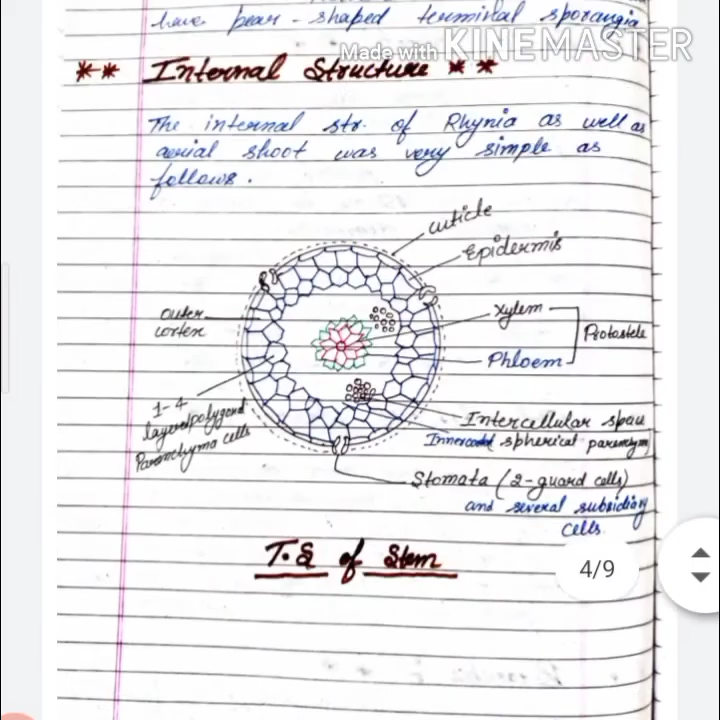 have pear-shaped terminal sporangia
Made with KINEMASTER
** Internal Structure **
The internal str. of Rhynia as well as
aerial shoot was very simple as
follows.
cuticle
Epidermis
outer
cortex
Xylem
Protostele
Phloem
1-4
layered polygonal
Parenchyma cells
Intercellular space
spherical parenchym
Stomata (2-guard cells)
and several subsidiary
cells.
T.S of Stem
4/9